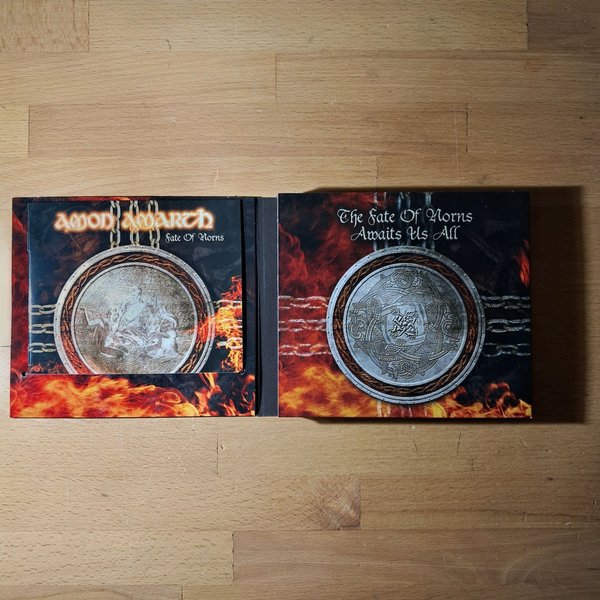 AMON AMARTH
Fate Of Norns
The Fate Of Norns
Awaits Us All